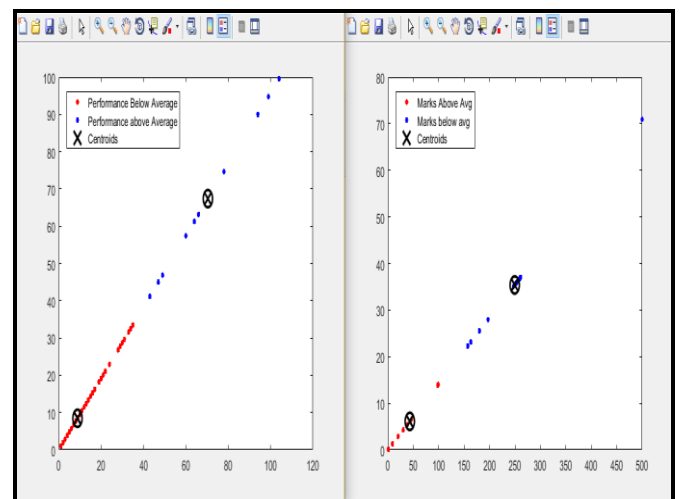 100
90
80
70
60
50
40
30
20
10
0
0 20 40 60 80 100 120
Performance Below Average
Performance above Average
Centroids
80
70
60
50
40
30
20
10
0
0 50 100 150 200 250 300 350 400 450 500
Marks Above Avg
Marks below avg
Centroids